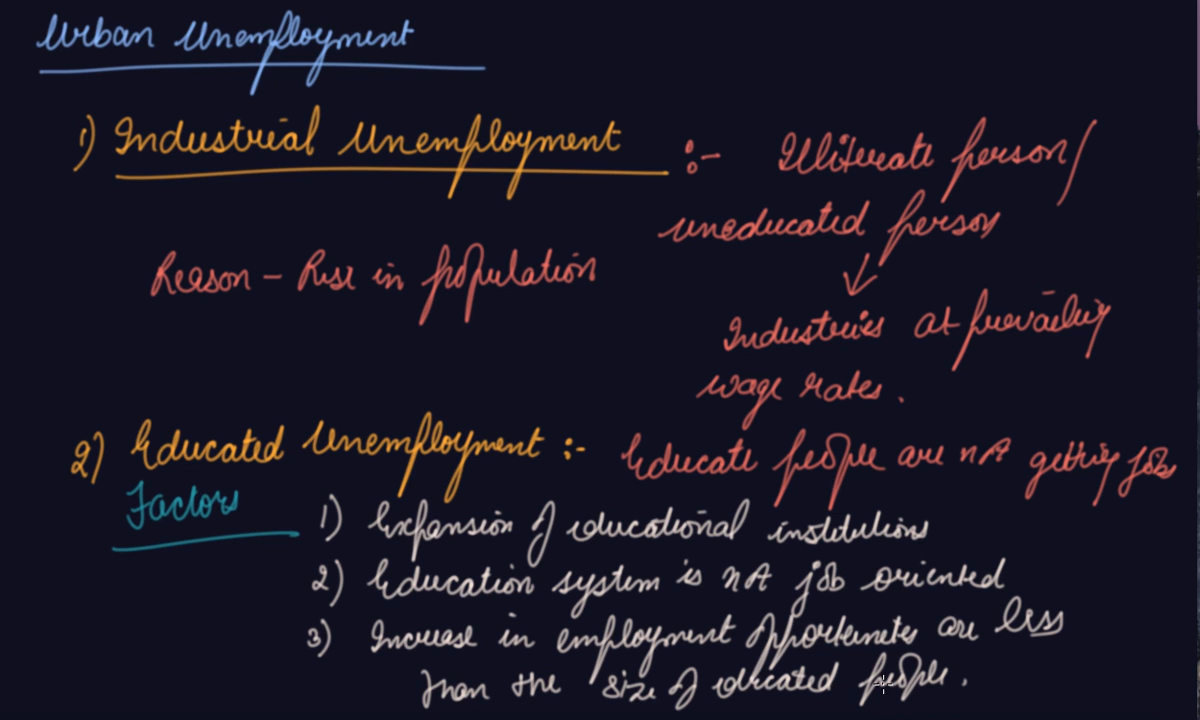 Urban Unemployment
1) Industrial Unemployment :- Illiterate person/
uneducated person
Reason - Rise in population
↓
Industries at prevailing
wage rates.
2) Educated Unemployment :- Educate people are not getting jobs
Factors
1) Expansion of educational institutions
2) Education system is not job oriented
3) Increase in employment opportunetes are less
than the size of educated people.